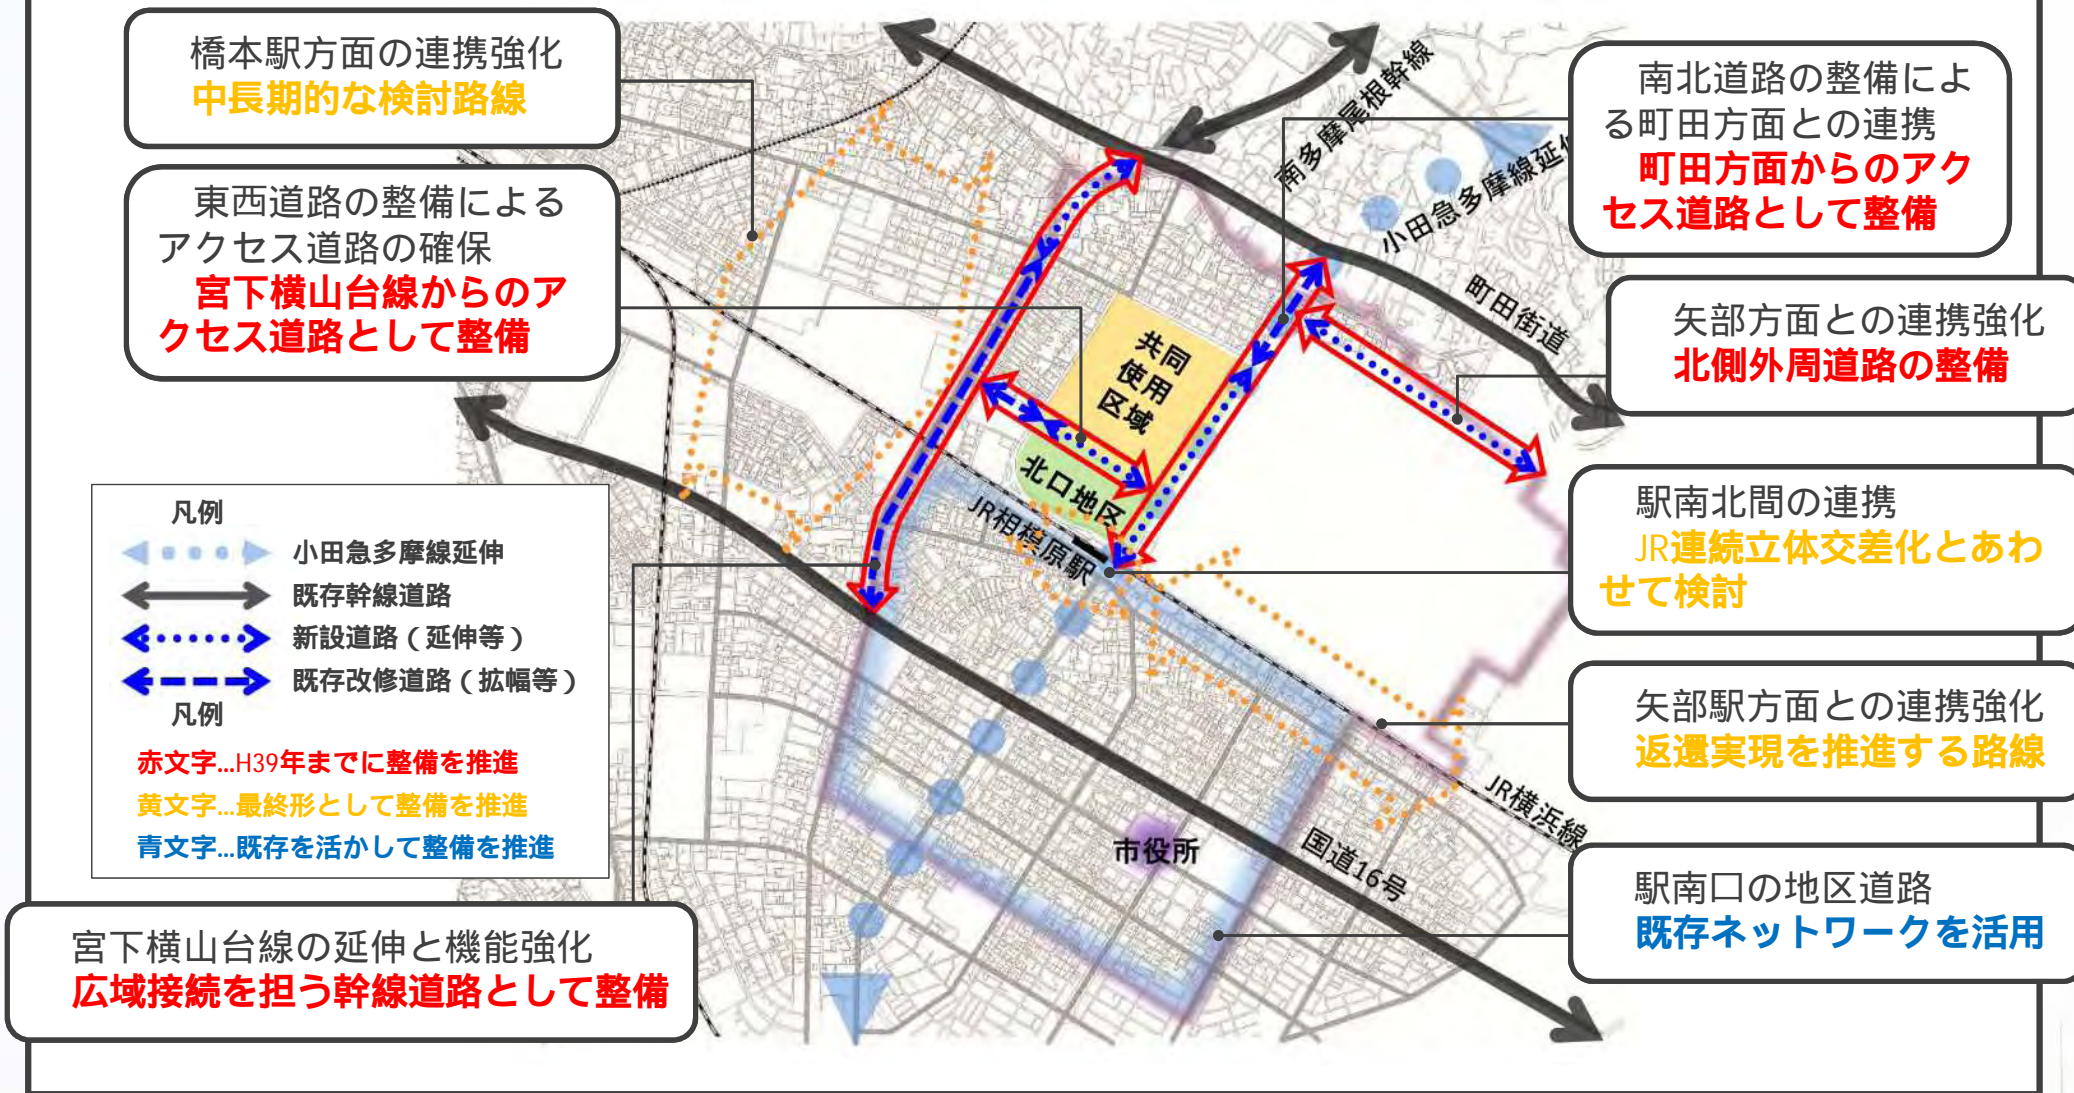 橋本駅方面の連携強化
中長期的な検討路線
東西道路の整備による
アクセス道路の確保
宮下横山台線からのア
クセス道路として整備
凡例
小田急多摩線延伸
既存幹線道路
新設道路(延伸等)
既存改修道路(拡幅等)
凡例
赤文字…H39年までに整備を推進
黄文字…最終形として整備を推進
青文字…既存を活かして整備を推進
宮下横山台線の延伸と機能強化
広域接続を担う幹線道路として整備
南多摩尾根幹線
小田急多摩線延伸
町田街道
共同
使用
区域
北口地区
JR相模原駅
市役所
国道16号
JR横浜線
南北道路の整備によ
る町田方面との連携
町田方面からのアク
セス道路として整備
矢部方面との連携強化
北側外周道路の整備
駅南北間の連携
JR連続立体交差化とあわ
せて検討
矢部駅方面との連携強化
返還実現を推進する路線
駅南口の地区道路
既存ネットワークを活用